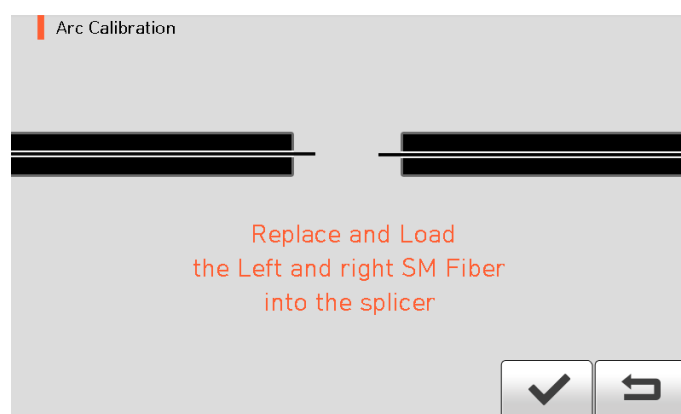 Arc Calibration
Replace and Load
the Left and right SM Fiber
into the splicer